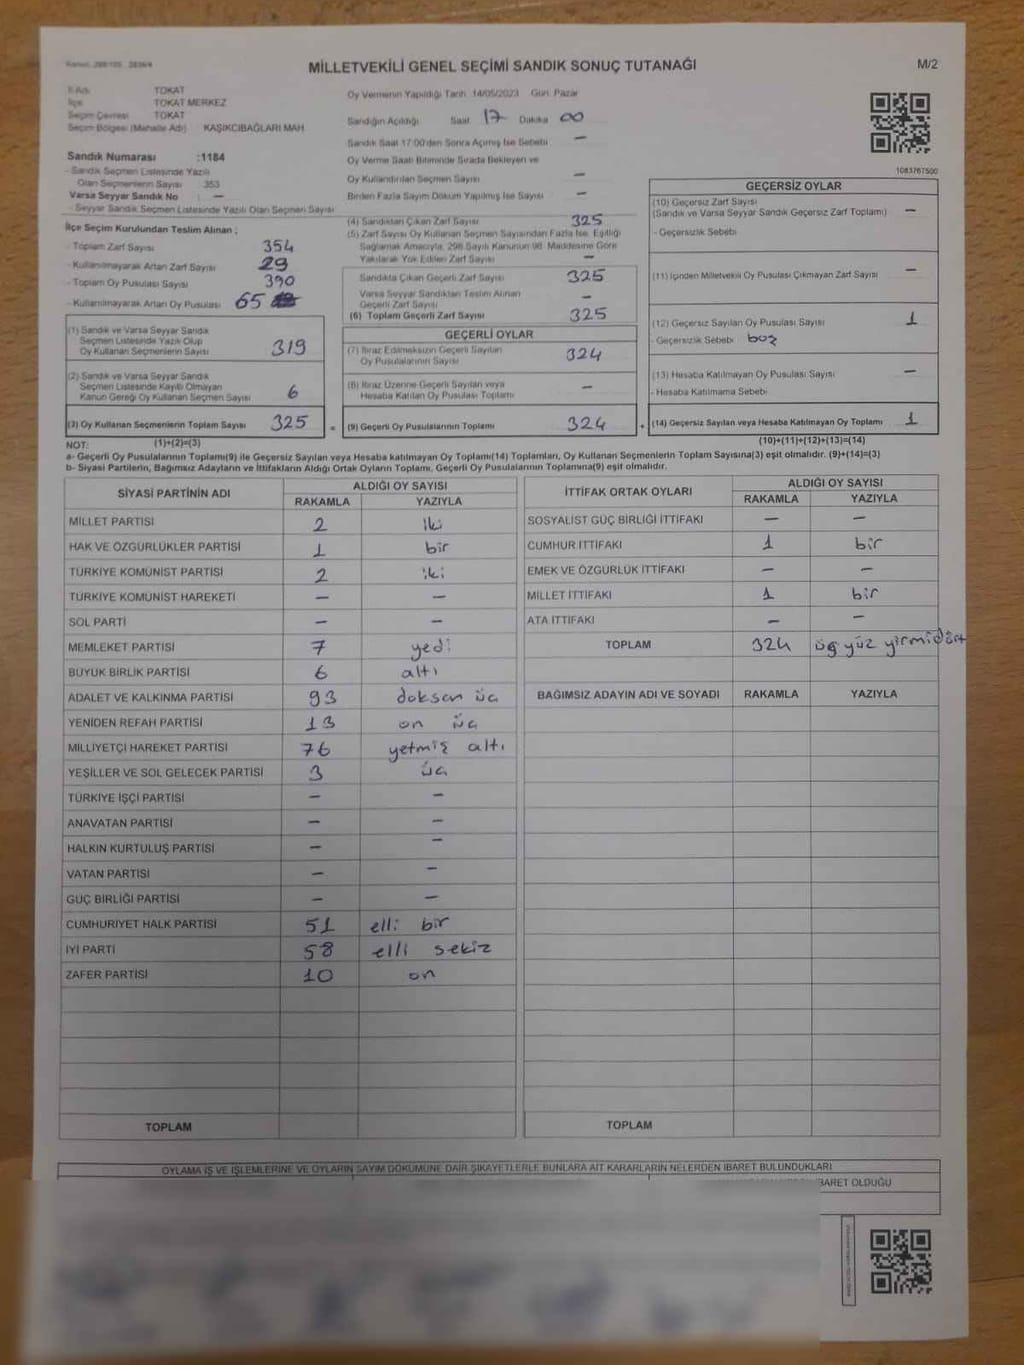 MİLLETVEKİLİ GENEL SEÇİMİ SANDIK SONUÇ TUTANAĞI
M/2
İl Adı TOKAT
İlçe TOKAT MERKEZ
Seçim Çevresi TOKAT
Seçim Bölgesi (Mahalle Adı) KAŞIKCIBAĞLARI MAH.
Sandık Numarası :1184
- Sandık Seçmen Listesinde Yazılı
Olan Seçmenlerin Sayısı 353
Varsa Seyyar Sandık No : —
- Seyyar Sandık Seçmen Listesinde Yazılı Olan Seçmen Sayısı
İlçe Seçim Kurulundan Teslim Alınan ;
- Toplam Zarf Sayısı 354
- Kullanılmayarak Artan Zarf Sayısı 29
- Toplam Oy Pusulası Sayısı 390
- Kullanılmayarak Artan Oy Pusulası 65
(1) Sandık ve Varsa Seyyar Sandık
Seçmen Listesinde Yazılı Olup
Oy Kullanan Seçmenlerin Sayısı 319
(2) Sandık ve Varsa Seyyar Sandık
Seçmen Listesinde Kayıtlı Olmayan
Kanun Gereği Oy Kullanan Seçmen Sayısı 6
(3) Oy Kullanan Seçmenlerin Toplam Sayısı 325
(1)+(2)=(3)
Oy Vermenin Yapıldığı Tarih 14/05/2023 Gün Pazar
Sandığın Açıldığı Saat 17 Dakika 00
Sandık Saat 17:00'den Sonra Açılmış İse Sebebi —
Oy Verme Saati Bitiminde Sırada Bekleyen ve
Oy Kullandırılan Seçmen Sayısı —
Birden Fazla Sayım Döküm Yapılmış İse Sayısı —
(4) Sandıktan Çıkan Zarf Sayısı 325
(5) Zarf Sayısı Oy Kullanan Seçmen Sayısından Fazla İse, Eşitliği
Sağlamak Amacıyla, 298 Sayılı Kanunun 98. Maddesine Göre
Yakılarak Yok Edilen Zarf Sayısı —
Sandıkta Çıkan Geçerli Zarf Sayısı 325
Varsa Seyyar Sandıktan Teslim Alınan
Geçerli Zarf Sayısı —
(6) Toplam Geçerli Zarf Sayısı 325
GEÇERLİ OYLAR
(7) İtiraz Edilmeksizin Geçerli Sayılan
Oy Pusulalarının Sayısı 324
(8) İtiraz Üzerine Geçerli Sayılan veya
Hesaba Katılan Oy Pusulası Toplamı —
= (9) Geçerli Oy Pusulalarının Toplamı 324
1083767500
GEÇERSİZ OYLAR
(10) Geçersiz Zarf Sayısı —
(Sandık ve Varsa Seyyar Sandık Geçersiz Zarf Toplamı)
- Geçersizlik Sebebi
(11) İçinden Milletvekili Oy Pusulası Çıkmayan Zarf Sayısı —
(12) Geçersiz Sayılan Oy Pusulası Sayısı 1
- Geçersizlik Sebebi boş
(13) Hesaba Katılmayan Oy Pusulası Sayısı —
- Hesaba Katılmama Sebebi
+ (14) Geçersiz Sayılan veya Hesaba Katılmayan Oy Toplamı 1
(10)+(11)+(12)+(13)=(14)
NOT:
a- Geçerli Oy Pusulalarının Toplamı(9) ile Geçersiz Sayılan veya Hesaba katılmayan Oy Toplamı(14) Toplamları, Oy Kullanan Seçmenlerin Toplam Sayısına(3) eşit olmalıdır. (9)+(14)=(3)
b- Siyasi Partilerin, Bağımsız Adayların ve İttifakların Aldığı Ortak Oyların Toplamı, Geçerli Oy Pusulalarının Toplamına(9) eşit olmalıdır.
SİYASİ PARTİNİN ADI ALDIĞI OY SAYISI
RAKAMLA YAZIYLA
MİLLET PARTİSİ 2 iki
HAK VE ÖZGÜRLÜKLER PARTİSİ 1 bir
TÜRKİYE KOMÜNİST PARTİSİ 2 iki
TÜRKİYE KOMÜNİST HAREKETİ — —
SOL PARTİ — —
MEMLEKET PARTİSİ 7 yedi
BÜYÜK BİRLİK PARTİSİ 6 altı
ADALET VE KALKINMA PARTİSİ 93 doksan üç
YENİDEN REFAH PARTİSİ 13 on üç
MİLLİYETÇİ HAREKET PARTİSİ 76 yetmiş altı
YEŞİLLER VE SOL GELECEK PARTİSİ 3 üç
TÜRKİYE İŞÇİ PARTİSİ — —
ANAVATAN PARTİSİ — —
HALKIN KURTULUŞ PARTİSİ — —
VATAN PARTİSİ — —
GÜÇ BİRLİĞİ PARTİSİ — —
CUMHURİYET HALK PARTİSİ 51 elli bir
İYİ PARTİ 58 elli sekiz
ZAFER PARTİSİ 10 on
TOPLAM
İTTİFAK ORTAK OYLARI ALDIĞI OY SAYISI
RAKAMLA YAZIYLA
SOSYALİST GÜÇ BİRLİĞİ İTTİFAKI — —
CUMHUR İTTİFAKI 1 bir
EMEK VE ÖZGÜRLÜK İTTİFAKI — —
MİLLET İTTİFAKI 1 bir
ATA İTTİFAKI — —
TOPLAM 324 üç yüz yirmidört
BAĞIMSIZ ADAYIN ADI VE SOYADI RAKAMLA YAZIYLA
TOPLAM
OYLAMA İŞ VE İŞLEMLERİNE VE OYLARIN SAYIM DÖKÜMÜNE DAİR ŞİKAYETLERLE BUNLARA AİT KARARLARIN NELERDEN İBARET BULUNDUKLARI
İBARET OLDUĞU